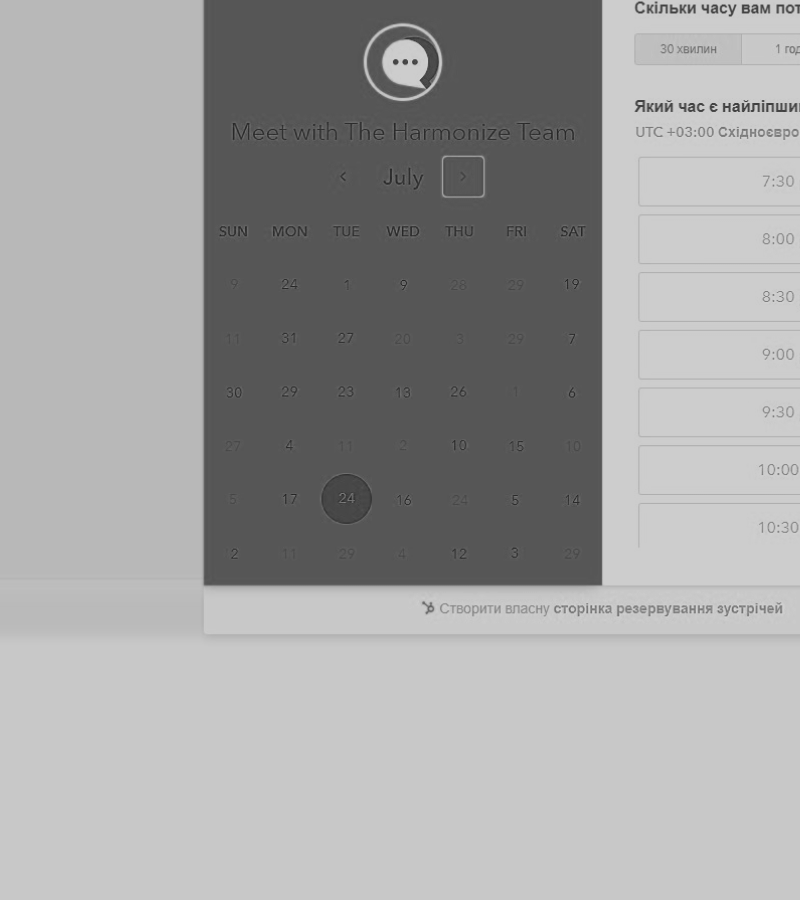 Meet with The Harmonize Team
July
SUN MON TUE WED THU FRI SAT
9 24 1 9 28 29 19
11 31 27 20 3 29 7
30 29 23 13 26 1 6
27 4 11 2 10 15 10
5 17 24 16 24 5 14
2 11 29 4 12 3 29
Скільки часу вам
30 хвилин 1
Який час є
UTC +03:00
7:30
8:00
8:30
9:00
9:30
10:00
10:30
Створити власну сторінка резервування зустрічей